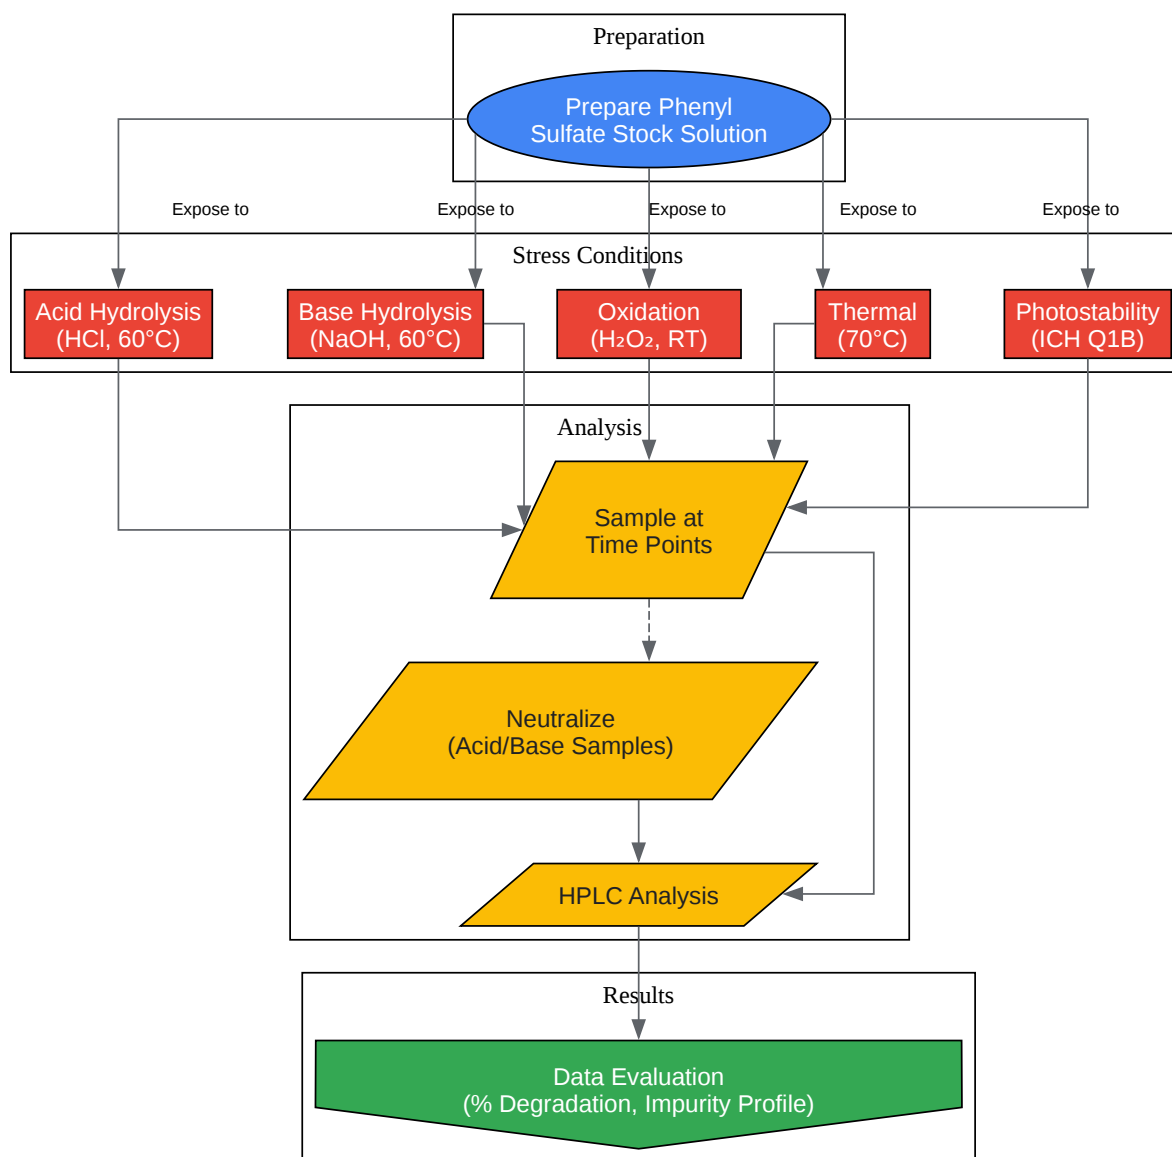 Preparation
Prepare Phenyl
Sulfate Stock Solution
Expose to
Expose to
Expose to
Expose to
Expose to
Stress Conditions
Acid Hydrolysis
(HCl, 60°C)
Base Hydrolysis
(NaOH, 60°C)
Oxidation
(H₂O₂, RT)
Thermal
(70°C)
Photostability
(ICH Q1B)
Analysis
Sample at
Time Points
Neutralize
(Acid/Base Samples)
HPLC Analysis
Results
Data Evaluation
(% Degradation, Impurity Profile)